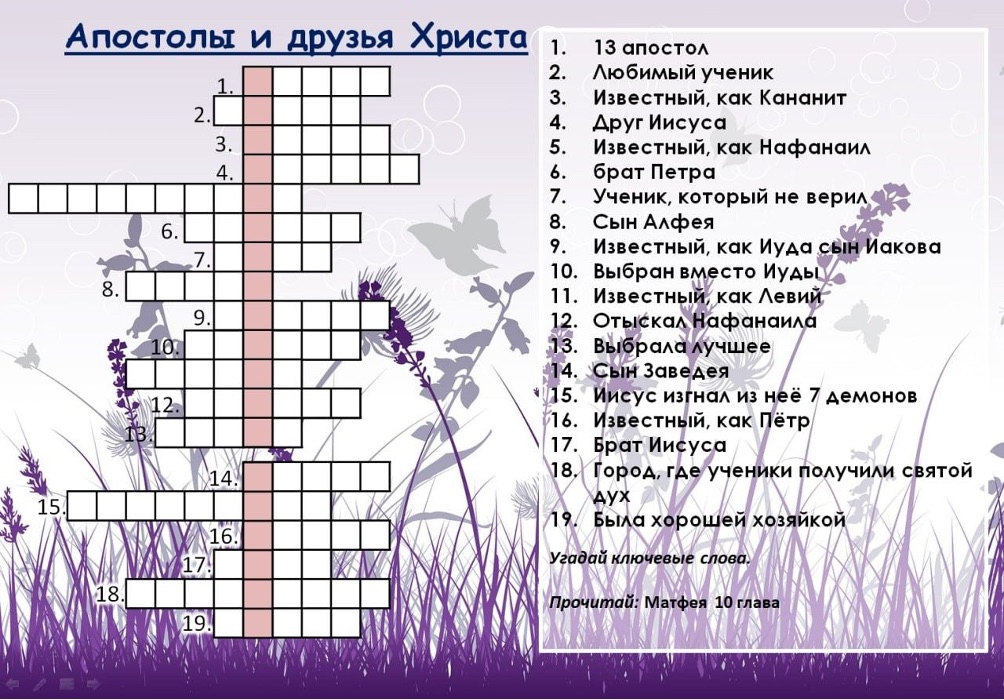 Апостолы и друзья Христа
1.
2.
3.
4.
6.
7.
8.
9.
10.
12.
13.
14.
15.
16.
17.
18.
19.
1. 13 апостол
2. Любимый ученик
3. Известный, как Кананит
4. Друг Иисуса
5. Известный, как Нафанаил
6. брат Петра
7. Ученик, который не верил
8. Сын Алфея
9. Известный, как Иуда сын Иакова
10. Выбран вместо Иуды
11. Известный, как Левий
12. Отыскал Нафанаила
13. Выбрала лучшее
14. Сын Заведея
15. Иисус изгнал из неё 7 демонов
16. Известный, как Пётр
17. Брат Иисуса
18. Город, где ученики получили святой
дух
19. Была хорошей хозяйкой
Угадай ключевые слова.
Прочитай: Матфея 10 глава